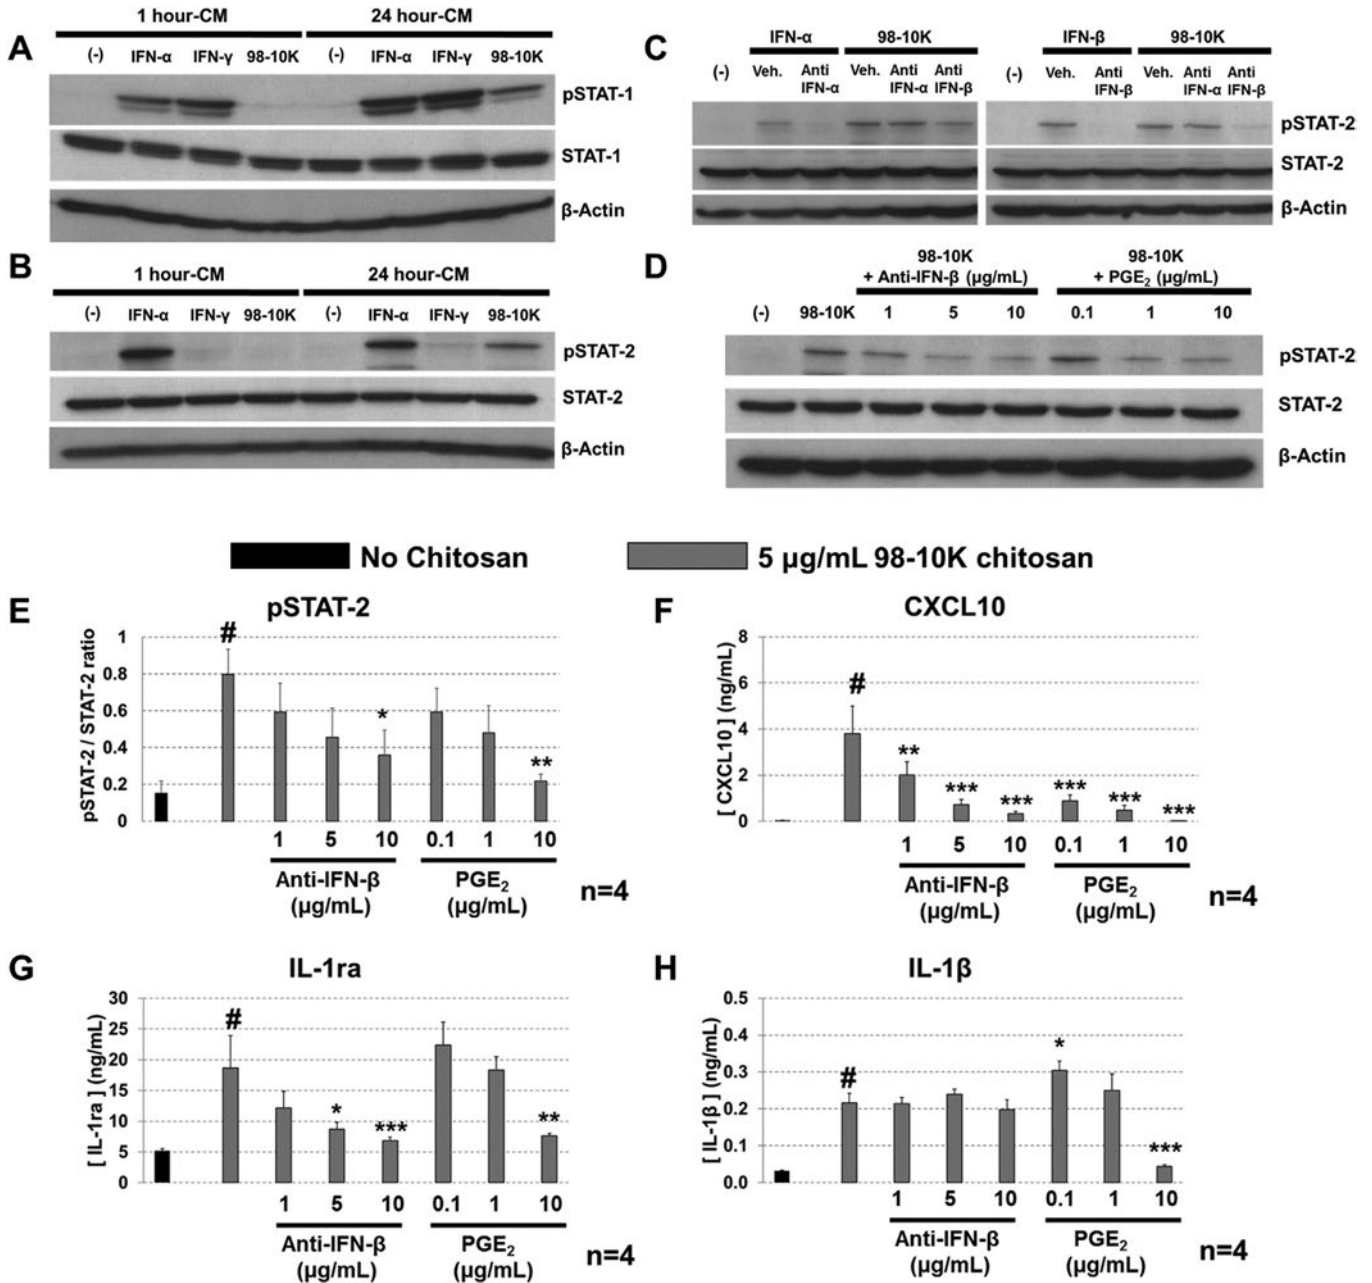 A
1 hour-CM
24 hour-CM
(-) IFN-α IFN-γ 98-10K (-) IFN-α IFN-γ 98-10K
pSTAT-1
STAT-1
β-Actin
B
1 hour-CM
24 hour-CM
(-) IFN-α IFN-γ 98-10K (-) IFN-α IFN-γ 98-10K
pSTAT-2
STAT-2
β-Actin
C
IFN-α 98-10K IFN-β 98-10K
(-) Veh. Anti Veh. Anti Anti (-) Veh. Anti Veh. Anti Anti
IFN-α IFN-α IFN-β IFN-β IFN-α IFN-β
pSTAT-2
STAT-2
β-Actin
D
98-10K 98-10K
+ Anti-IFN-β (μg/mL) + PGE₂ (μg/mL)
(-) 98-10K 1 5 10 0.1 1 10
pSTAT-2
STAT-2
β-Actin
No Chitosan
5 μg/mL 98-10K chitosan
E
pSTAT-2
pSTAT-2 / STAT-2 ratio
1
0.8
0.6
0.4
0.2
0
#
*
**
1 5 10 0.1 1 10
Anti-IFN-β PGE₂
(μg/mL) (μg/mL)
n=4
F
CXCL10
[ CXCL10 ] (ng/mL)
8
6
4
2
0
#
** *** *** *** *** ***
1 5 10 0.1 1 10
Anti-IFN-β PGE₂
(μg/mL) (μg/mL)
n=4
G
IL-1ra
[ IL-1ra ] (ng/mL)
30
25
20
15
10
5
0
#
* *** **
1 5 10 0.1 1 10
Anti-IFN-β PGE₂
(μg/mL) (μg/mL)
n=4
H
IL-1β
[ IL-1β ] (ng/mL)
0.5
0.4
0.3
0.2
0.1
0.0
#
* ***
1 5 10 0.1 1 10
Anti-IFN-β PGE₂
(μg/mL) (μg/mL)
n=4